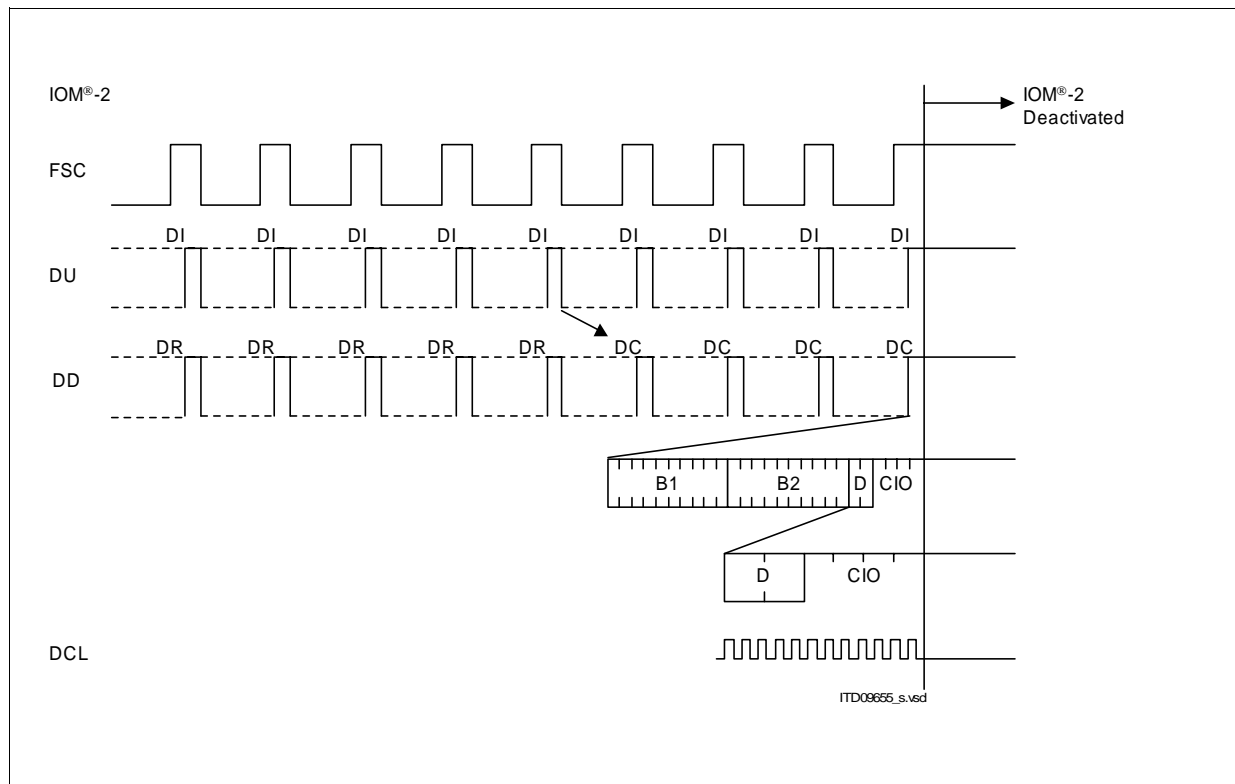 IOM®-2
IOM®-2
Deactivated
FSC
DI DI DI DI DI DI DI DI DI
DU
DR DR DR DR DR DC DC DC DC
DD
B1 B2 D CIO
D CIO
DCL
ITD09655_s.vsd